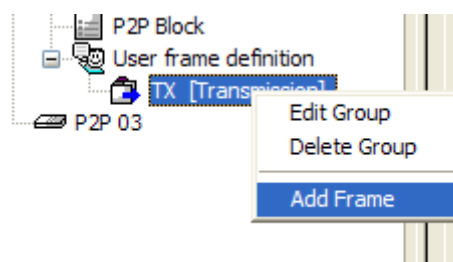 P2P Block
User frame definition
TX [Transmission]
Edit Group
P2P 03
Delete Group
Add Frame